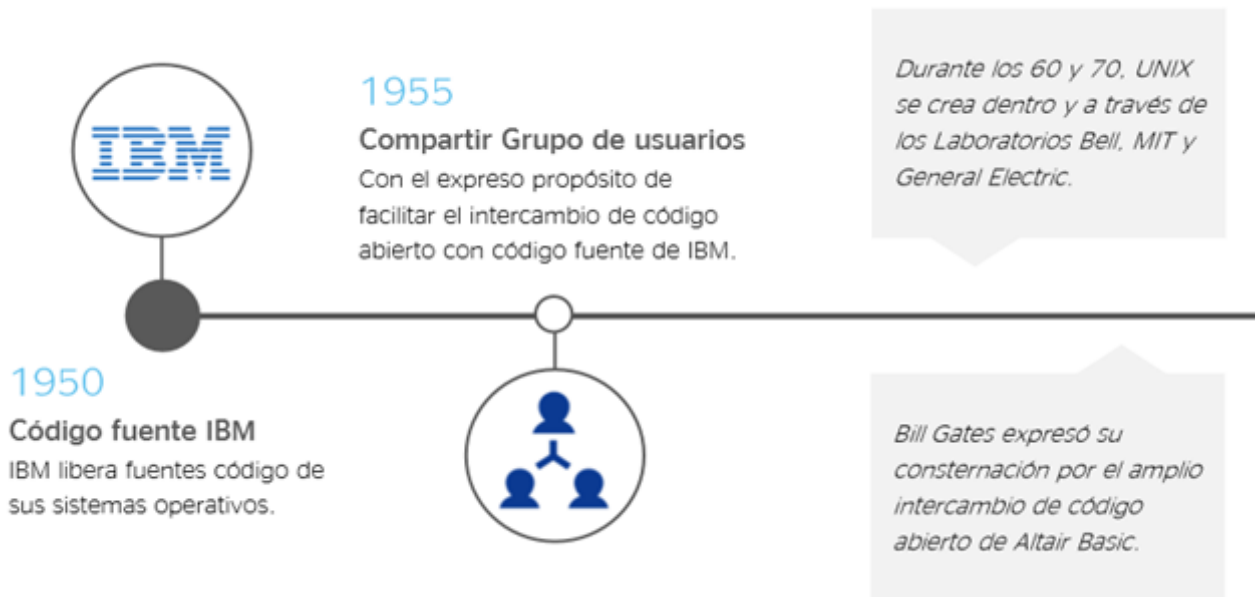 IBM
1955
Compartir Grupo de usuarios
Con el expreso propósito de
facilitar el intercambio de código
abierto con código fuente de IBM.
Durante los 60 y 70, UNIX
se crea dentro y a través de
los Laboratorios Bell, MIT y
General Electric.
1950
Código fuente IBM
IBM libera fuentes código de
sus sistemas operativos.
Bill Gates expresó su
consternación por el amplio
intercambio de código
abierto de Altair Basic.